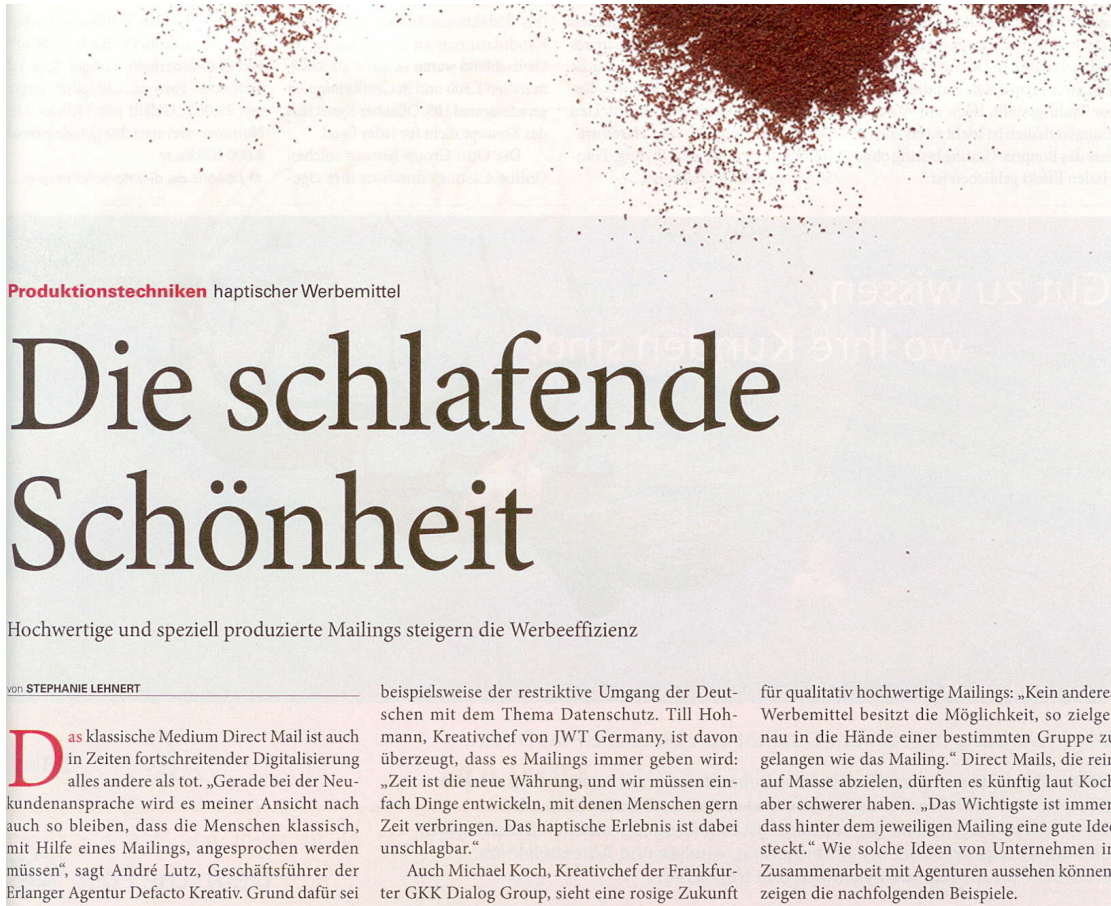 Produktionstechniken haptischer Werbemittel
Die schlafende
Schönheit
Hochwertige und speziell produzierte Mailings steigern die Werbeeffizienz
von STEPHANIE LEHNERT
Das klassische Medium Direct Mail ist auch
in Zeiten fortschreitender Digitalisierung
alles andere als tot. „Gerade bei der Neu-
kundenansprache wird es meiner Ansicht nach
auch so bleiben, dass die Menschen klassisch,
mit Hilfe eines Mailings, angesprochen werden
müssen“, sagt André Lutz, Geschäftsführer der
Erlanger Agentur Defacto Kreativ. Grund dafür sei
beispielsweise der restriktive Umgang der Deut-
schen mit dem Thema Datenschutz. Till Hoh-
mann, Kreativchef von JWT Germany, ist davon
überzeugt, dass es Mailings immer geben wird:
„Zeit ist die neue Währung, und wir müssen ein-
fach Dinge entwickeln, mit denen Menschen gern
Zeit verbringen. Das haptische Erlebnis ist dabei
unschlagbar.“
Auch Michael Koch, Kreativchef der Frankfur-
ter GKK Dialog Group, sieht eine rosige Zukunft
für qualitativ hochwertige Mailings: „Kein anderes
Werbemittel besitzt die Möglichkeit, so zielge
nau in die Hände einer bestimmten Gruppe zu
gelangen wie das Mailing.“ Direct Mails, die rein
auf Masse abzielen, dürften es künftig laut Koch
aber schwerer haben. „Das Wichtigste ist immer
dass hinter dem jeweiligen Mailing eine gute Idee
steckt.“ Wie solche Ideen von Unternehmen in
Zusammenarbeit mit Agenturen aussehen können
zeigen die nachfolgenden Beispiele.